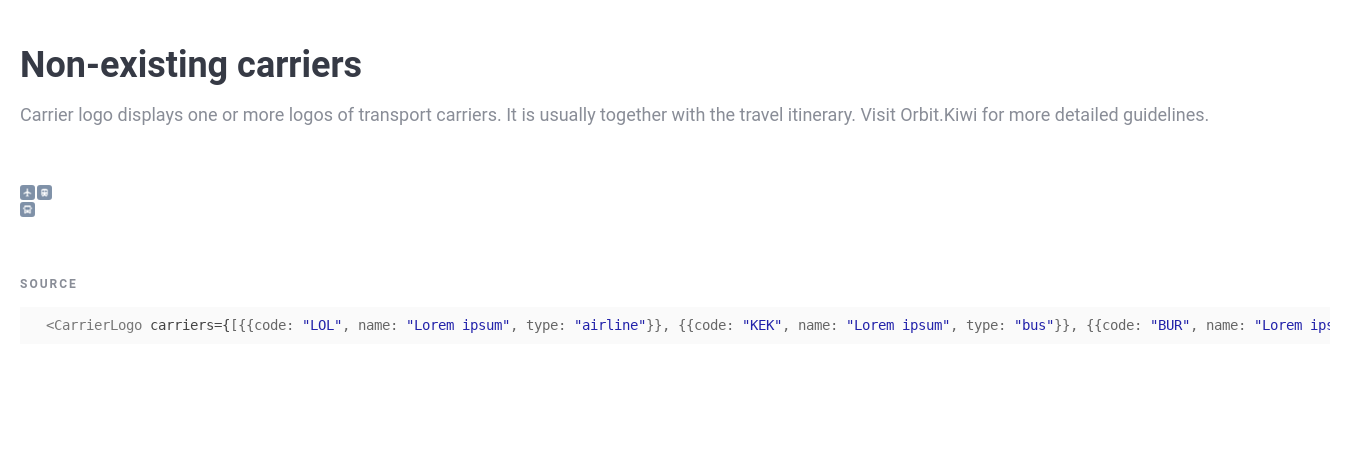 Non-existing carriers
Carrier logo displays one or more logos of transport carriers. It is usually together with the travel itinerary. Visit Orbit.Kiwi for more detailed guidelines.
SOURCE
<CarrierLogo carriers={[{{code: "LOL", name: "Lorem ipsum", type: "airline"}}, {{code: "KEK", name: "Lorem ipsum", type: "bus"}}, {{code: "BUR", name: "Lorem ips